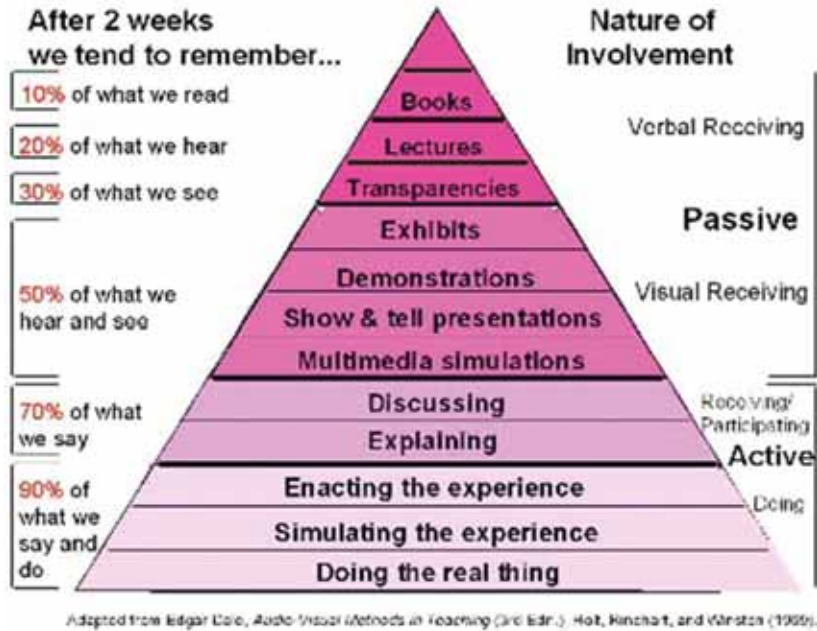 After 2 weeks
we tend to remember...
10% of what we read
20% of what we hear
30% of what we see
50% of what we
hear and see
70% of what
we say
90% of
what we
say and
do
Books
Lectures
Transparencies
Exhibits
Demonstrations
Show & tell presentations
Multimedia simulations
Discussing
Explaining
Enacting the experience
Simulating the experience
Doing the real thing
Nature of
Involvement
Verbal Receiving
Passive
Visual Receiving
Receiving/
Participating
Active
Doing
Adapted from Edgar Dale, Audio-Visual Methods in Teaching (3rd Edn.). Holt, Rinehart, and Winston